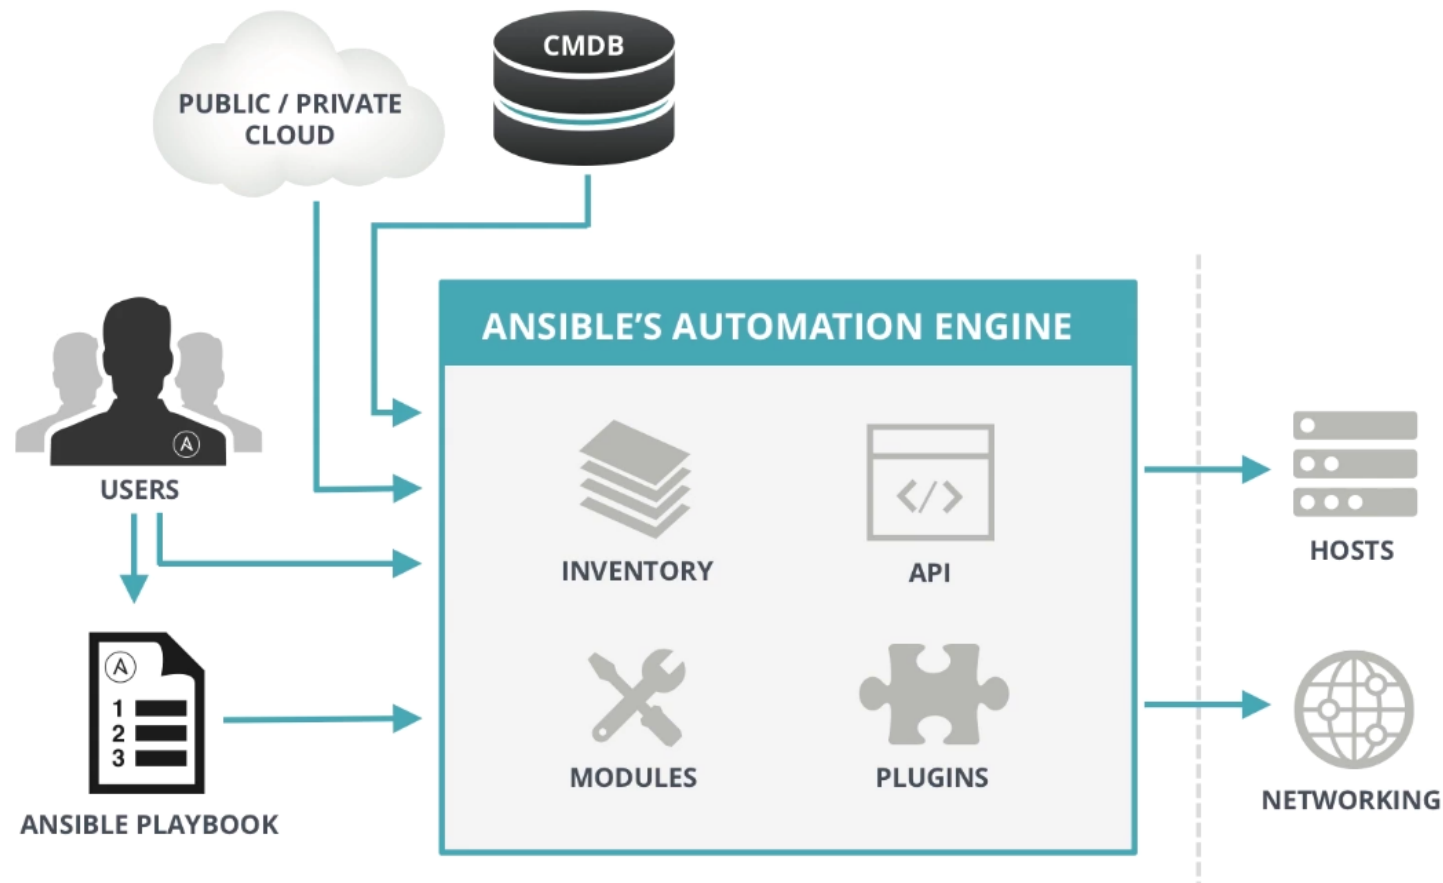 PUBLIC / PRIVATE
CLOUD
CMDB
ANSIBLE’S AUTOMATION ENGINE
USERS
INVENTORY
API
</>
HOSTS
A
A
1
2
3
MODULES
PLUGINS
NETWORKING
ANSIBLE PLAYBOOK